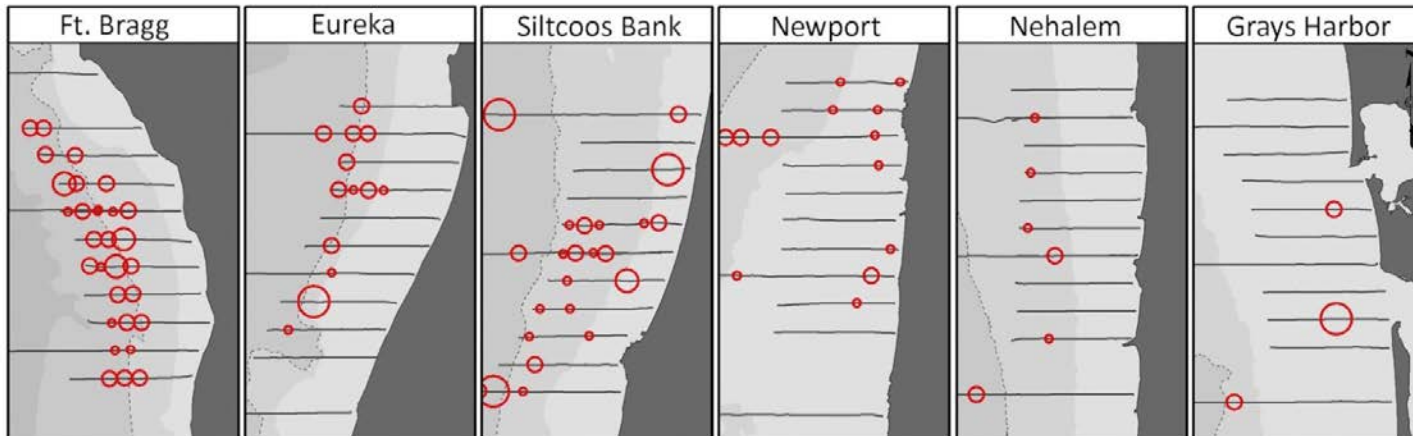 Ft. Bragg
Eureka
Siltcoos Bank
Newport
Nehalem
Grays Harbor